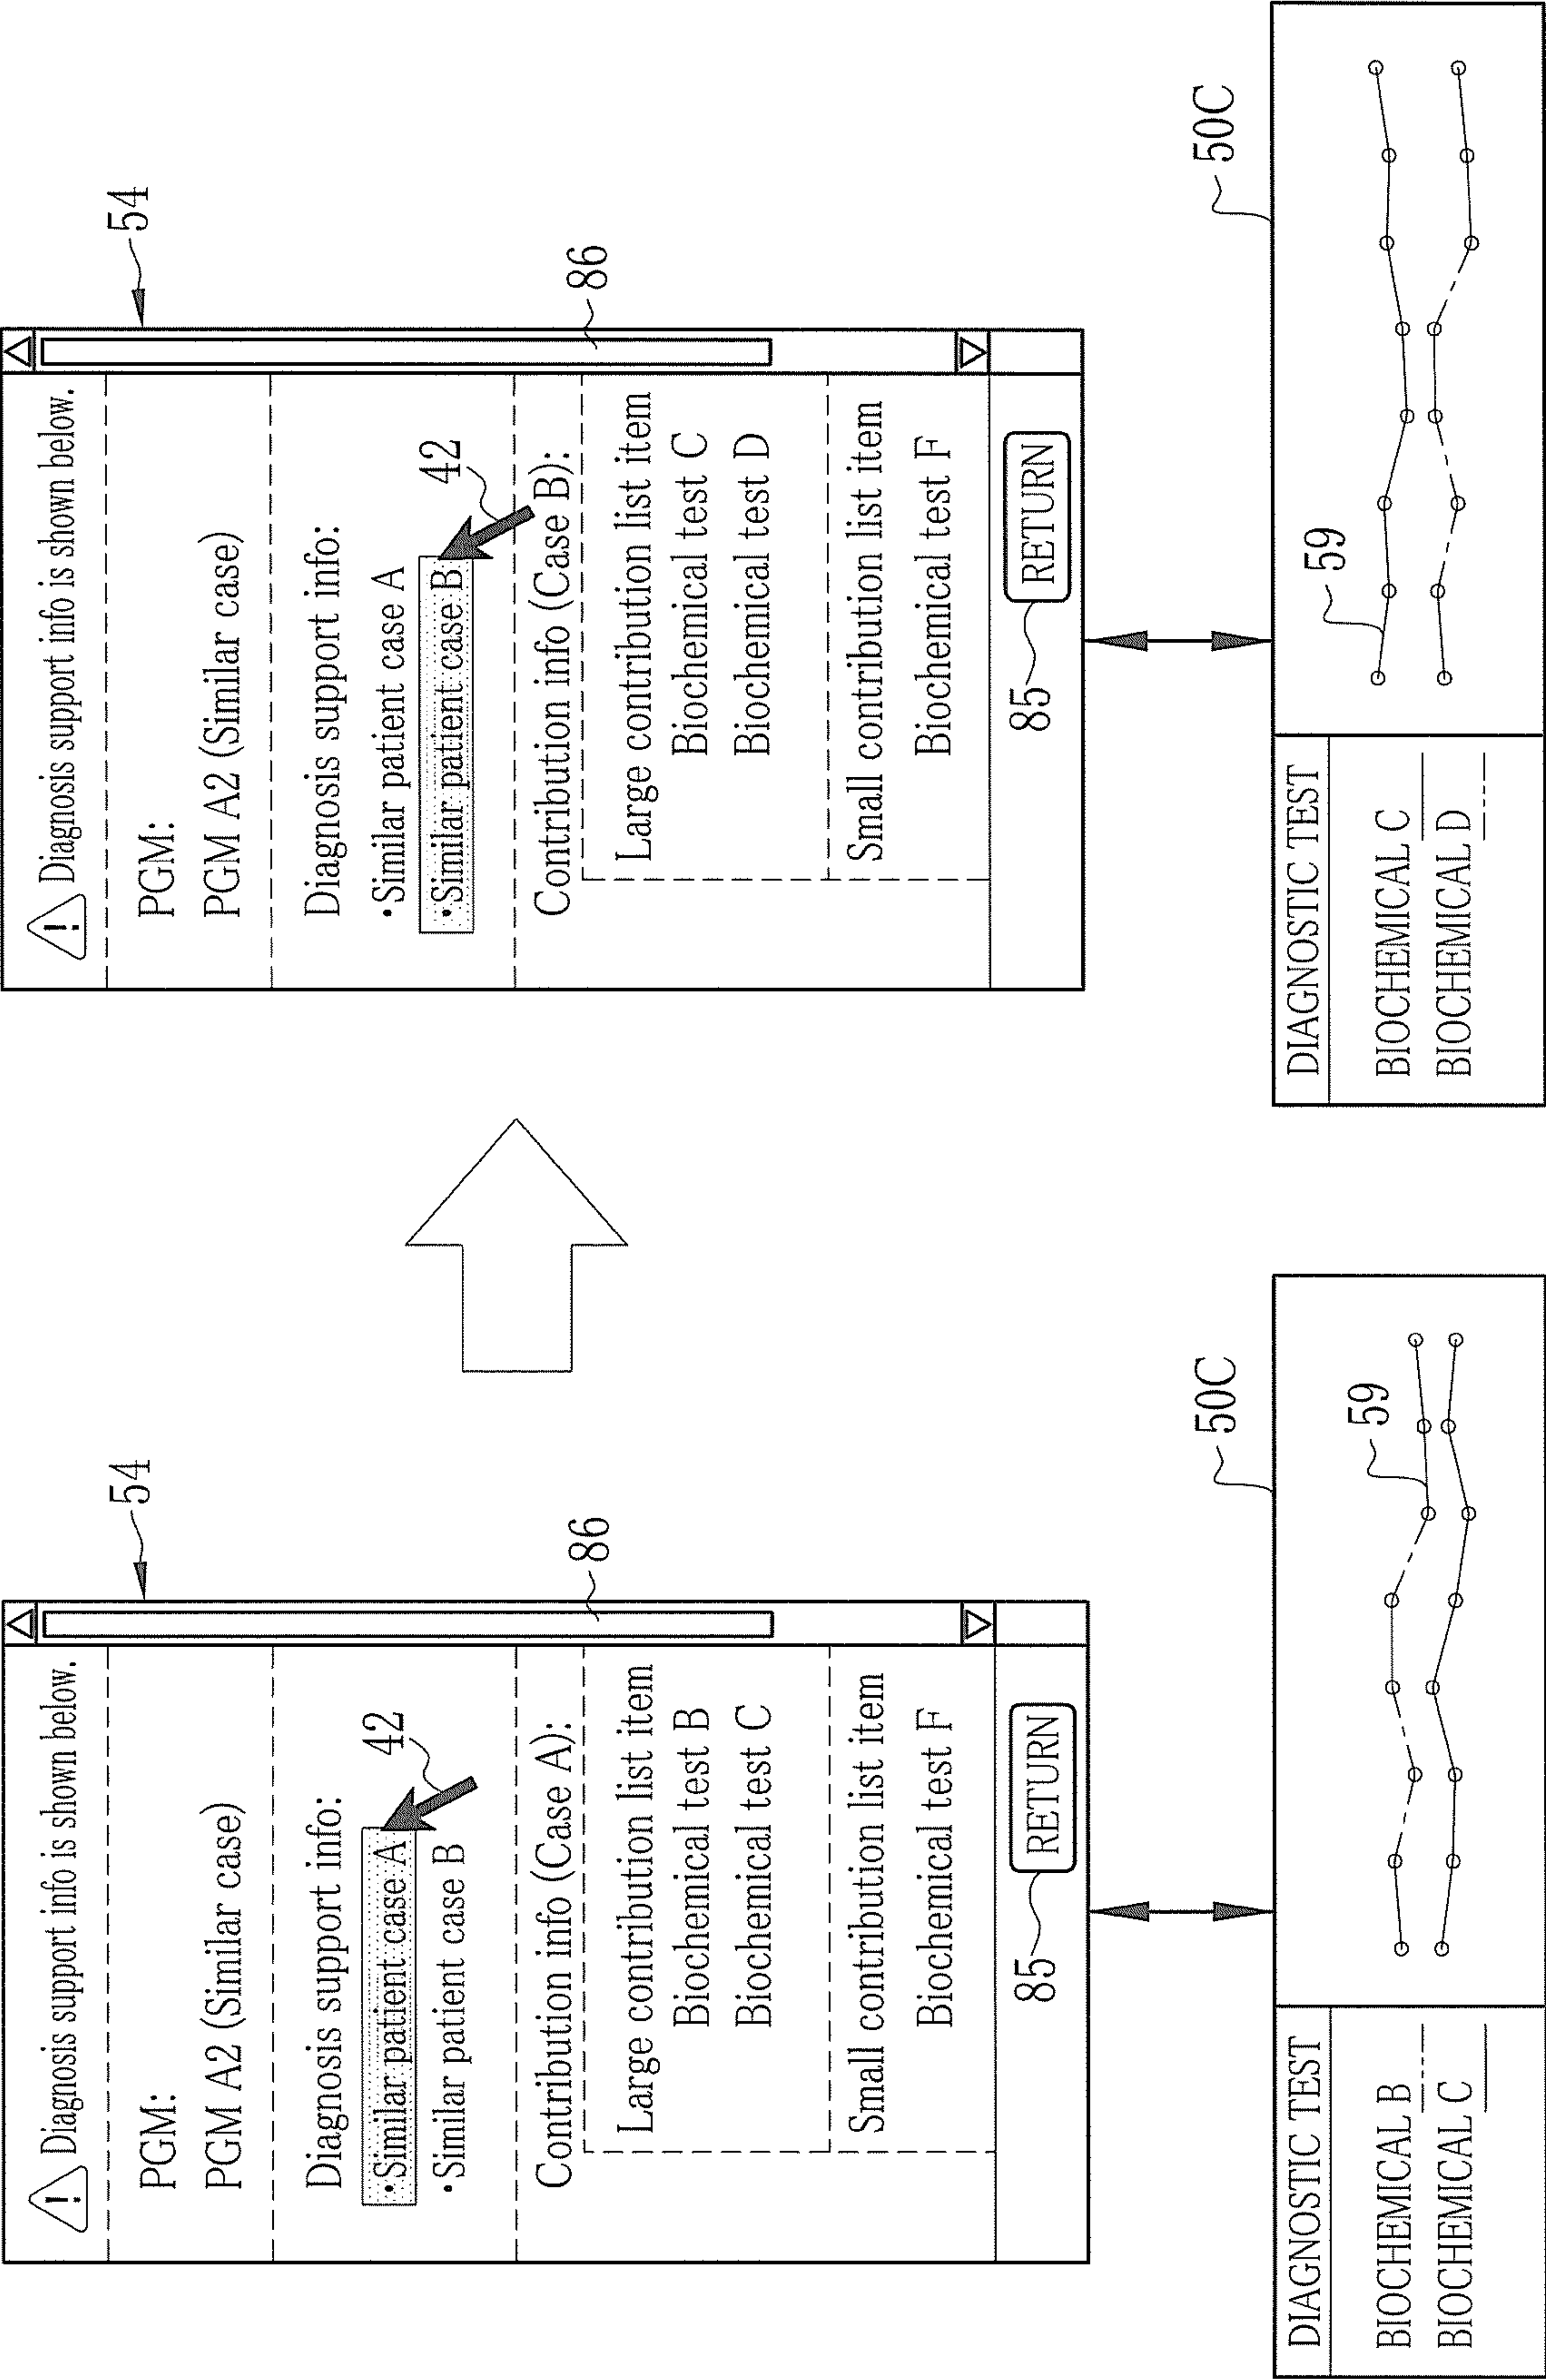 54
⚠ Diagnosis support info is shown below.
PGM:
PGM A2 (Similar case)
Diagnosis support info:
•Similar patient case A
•Similar patient case B
42
Contribution info (Case A):
Large contribution list item
Biochemical test B
Biochemical test C
Small contribution list item
Biochemical test F
86
85
RETURN
50C
DIAGNOSTIC TEST
BIOCHEMICAL B
BIOCHEMICAL C
59
54
⚠ Diagnosis support info is shown below.
PGM:
PGM A2 (Similar case)
Diagnosis support info:
•Similar patient case A
•Similar patient case B
42
Contribution info (Case B):
Large contribution list item
Biochemical test C
Biochemical test D
Small contribution list item
Biochemical test F
86
85
RETURN
50C
DIAGNOSTIC TEST
BIOCHEMICAL C
BIOCHEMICAL D
59